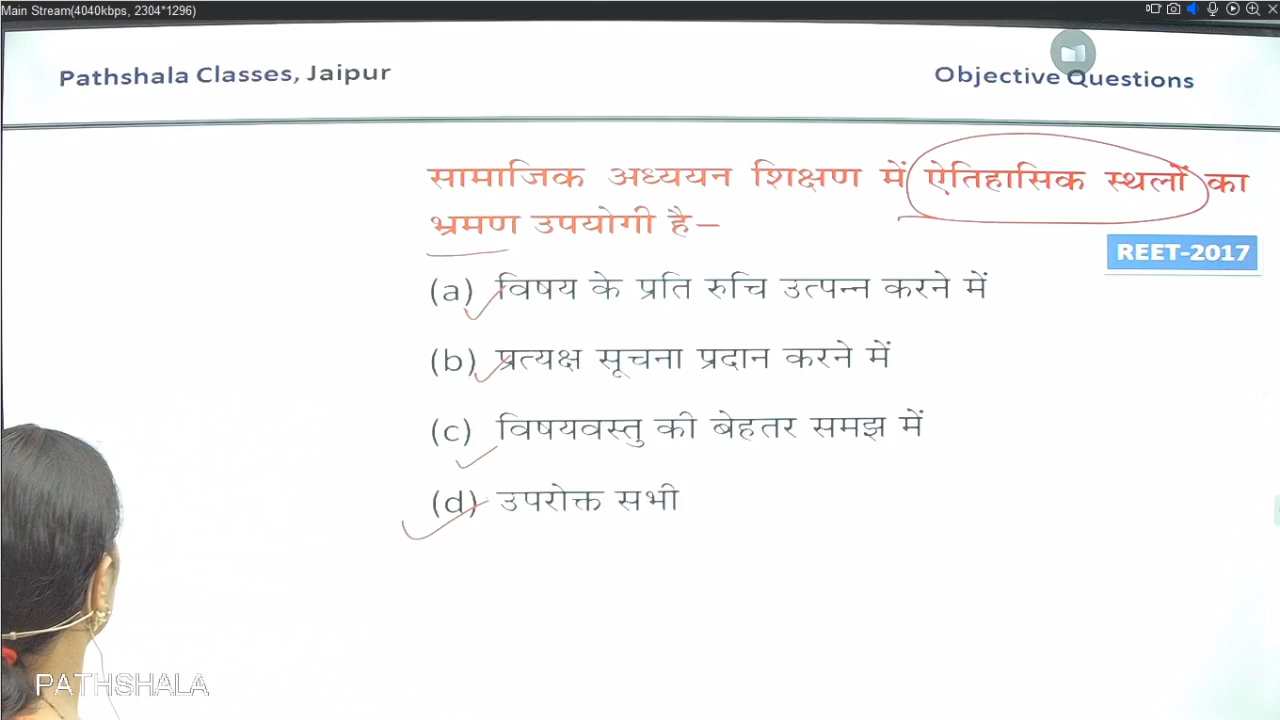 Main Stream(4040kbps, 2304*1296)
Pathshala Classes, Jaipur
Objective Questions
सामाजिक अध्ययन शिक्षण में ऐतिहासिक स्थलों का
भ्रमण उपयोगी है–
REET-2017
(a) विषय के प्रति रुचि उत्पन्न करने में
(b) प्रत्यक्ष सूचना प्रदान करने में
(c) विषयवस्तु की बेहतर समझ में
(d) उपरोक्त सभी
PATHSHALA